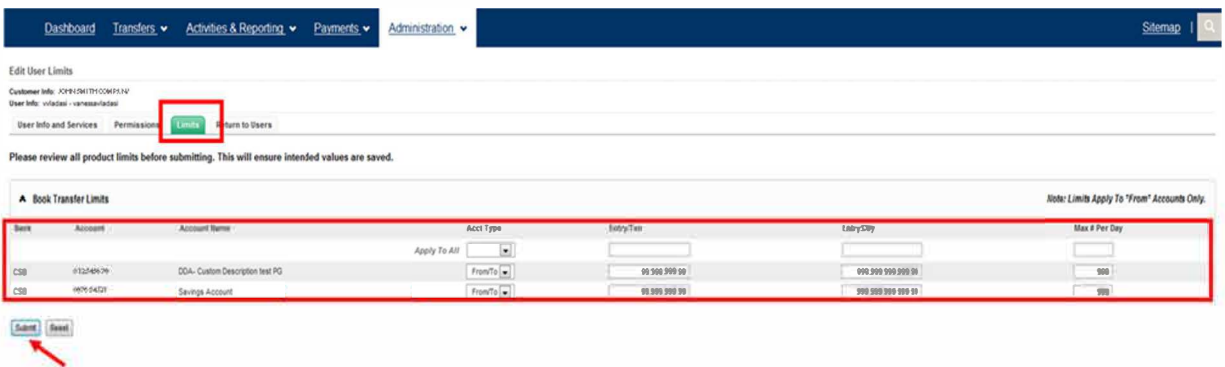 Dashboard Transfers Activities & Reporting Payments Administration Sitemap
Edit User Limits
Customer Info: JOHN SMITH COMPANY
User Info: vvladasi - vanessavladasi
User Info and Services Permissions Limits Return to Users
Please review all product limits before submitting. This will ensure intended values are saved.
Book Transfer Limits Note: Limits Apply To "From" Accounts Only.
Bank Account Account Name Acct Type Entry/Txn Entry/Day Max # Per Day
Apply To All
CSB DDA- Custom Description test PG From/To 99,999,999.99 999,999,999,999.99 999
CSB Savings Account From/To 99,999,999.99 999,999,999,999.99 999
Submit Reset